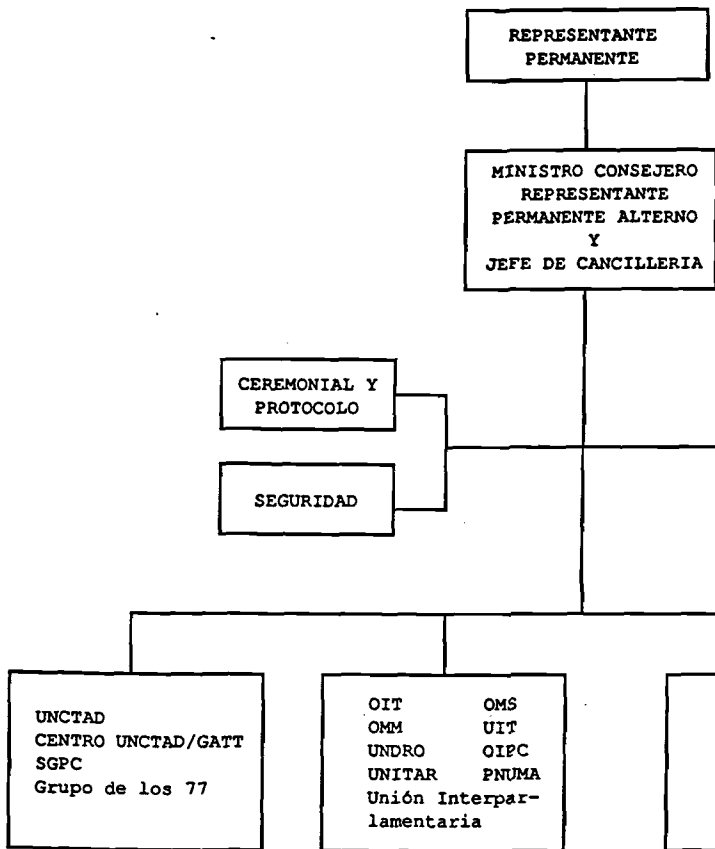 REPRESENTANTE
PERMANENTE
MINISTRO CONSEJERO
REPRESENTANTE
PERMANENTE ALTERNO
Y
JEFE DE CANCILLERIA
CEREMONIAL Y
PROTOCOLO
SEGURIDAD
UNCTAD
CENTRO UNCTAD/GATT
SGPC
Grupo de los 77
OIT OMS
OMM UIT
UNDRO OIPC
UNITAR PNUMA
Unión Interpar-
lamentaria